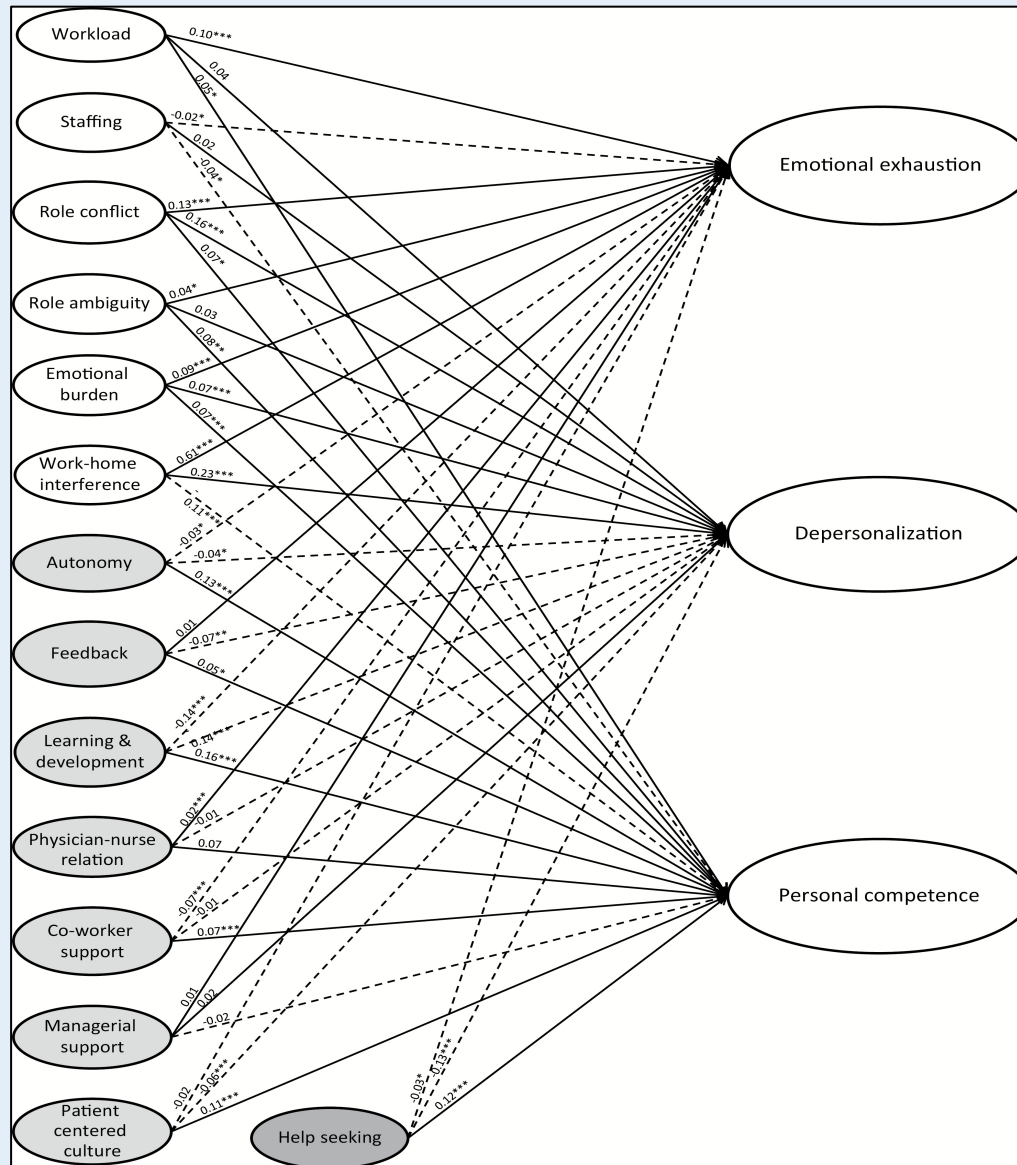 Workload
0.10***
0.04
0.05*
Staffing
-0.02*
0.02
-0.04*
Emotional exhaustion
Role conflict
0.13***
0.16***
0.07*
Role ambiguity
0.04*
0.03
0.08**
Emotional
burden
0.09***
0.07***
0.07***
Work-home
interference
0.61***
0.23***
0.11***
Depersonalization
Autonomy
-0.03*
-0.04*
0.13***
Feedback
0.01
-0.07**
0.05*
Learning &
development
-0.14***
0.14***
0.16***
Physician-nurse
relation
0.02***
-0.01
0.07
Personal competence
Co-worker
support
-0.07***
-0.01
0.07***
Managerial
support
0.01
0.02
-0.02
Patient
centered
culture
-0.02
-0.06***
0.11***
Help seeking
-0.03*
-0.13***
0.12***